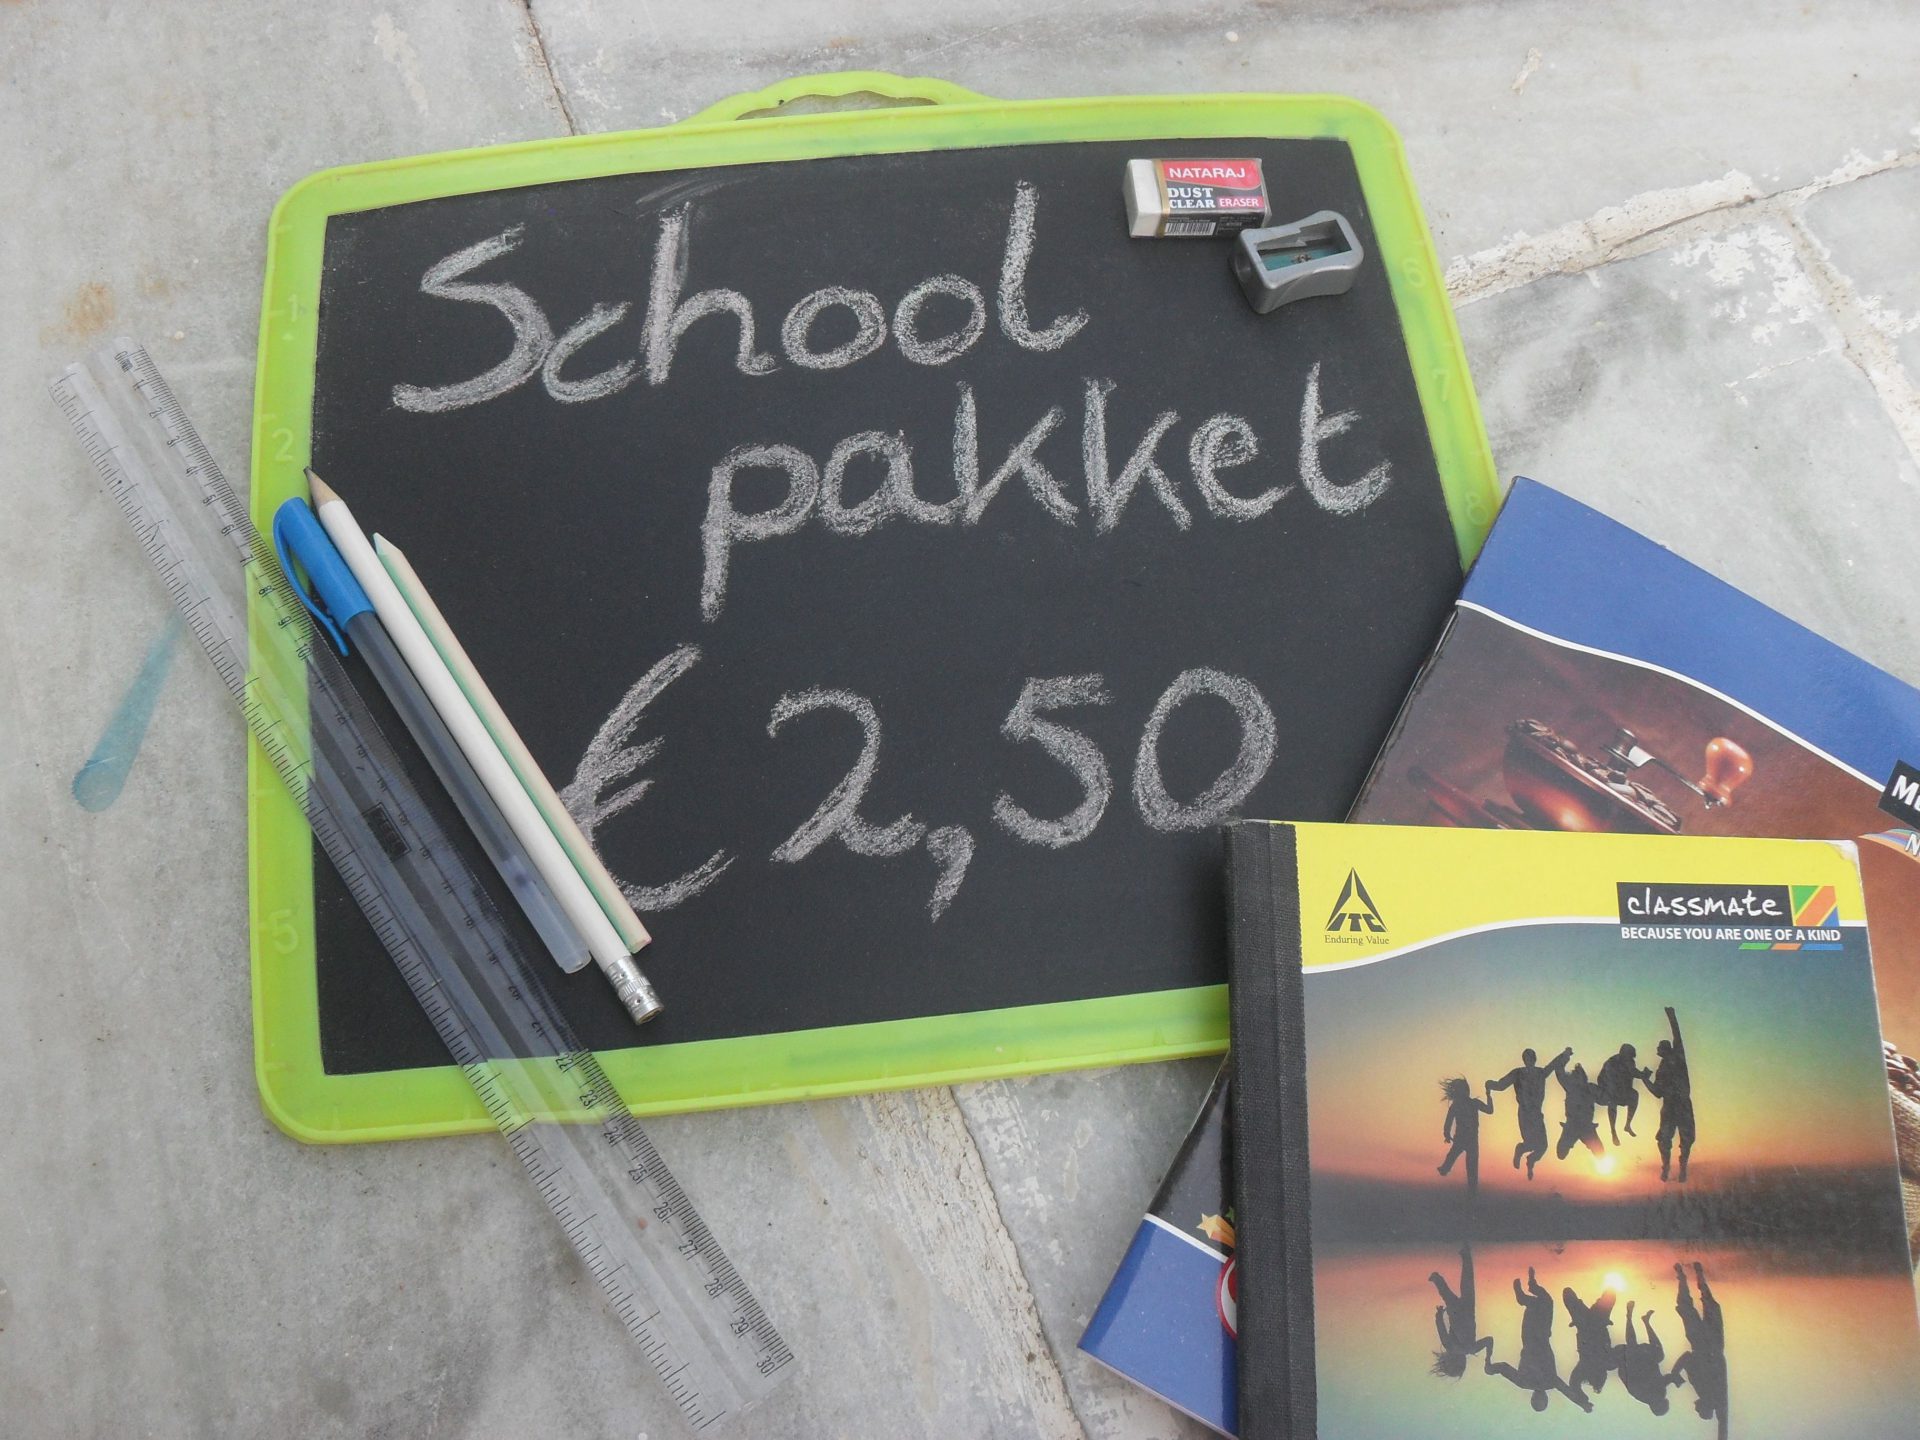 School
pakket
€ 2,50
NATARAJ
DUST
CLEAR ERASER
ITC
Enduring Value
classmate
BECAUSE YOU ARE ONE OF A KIND